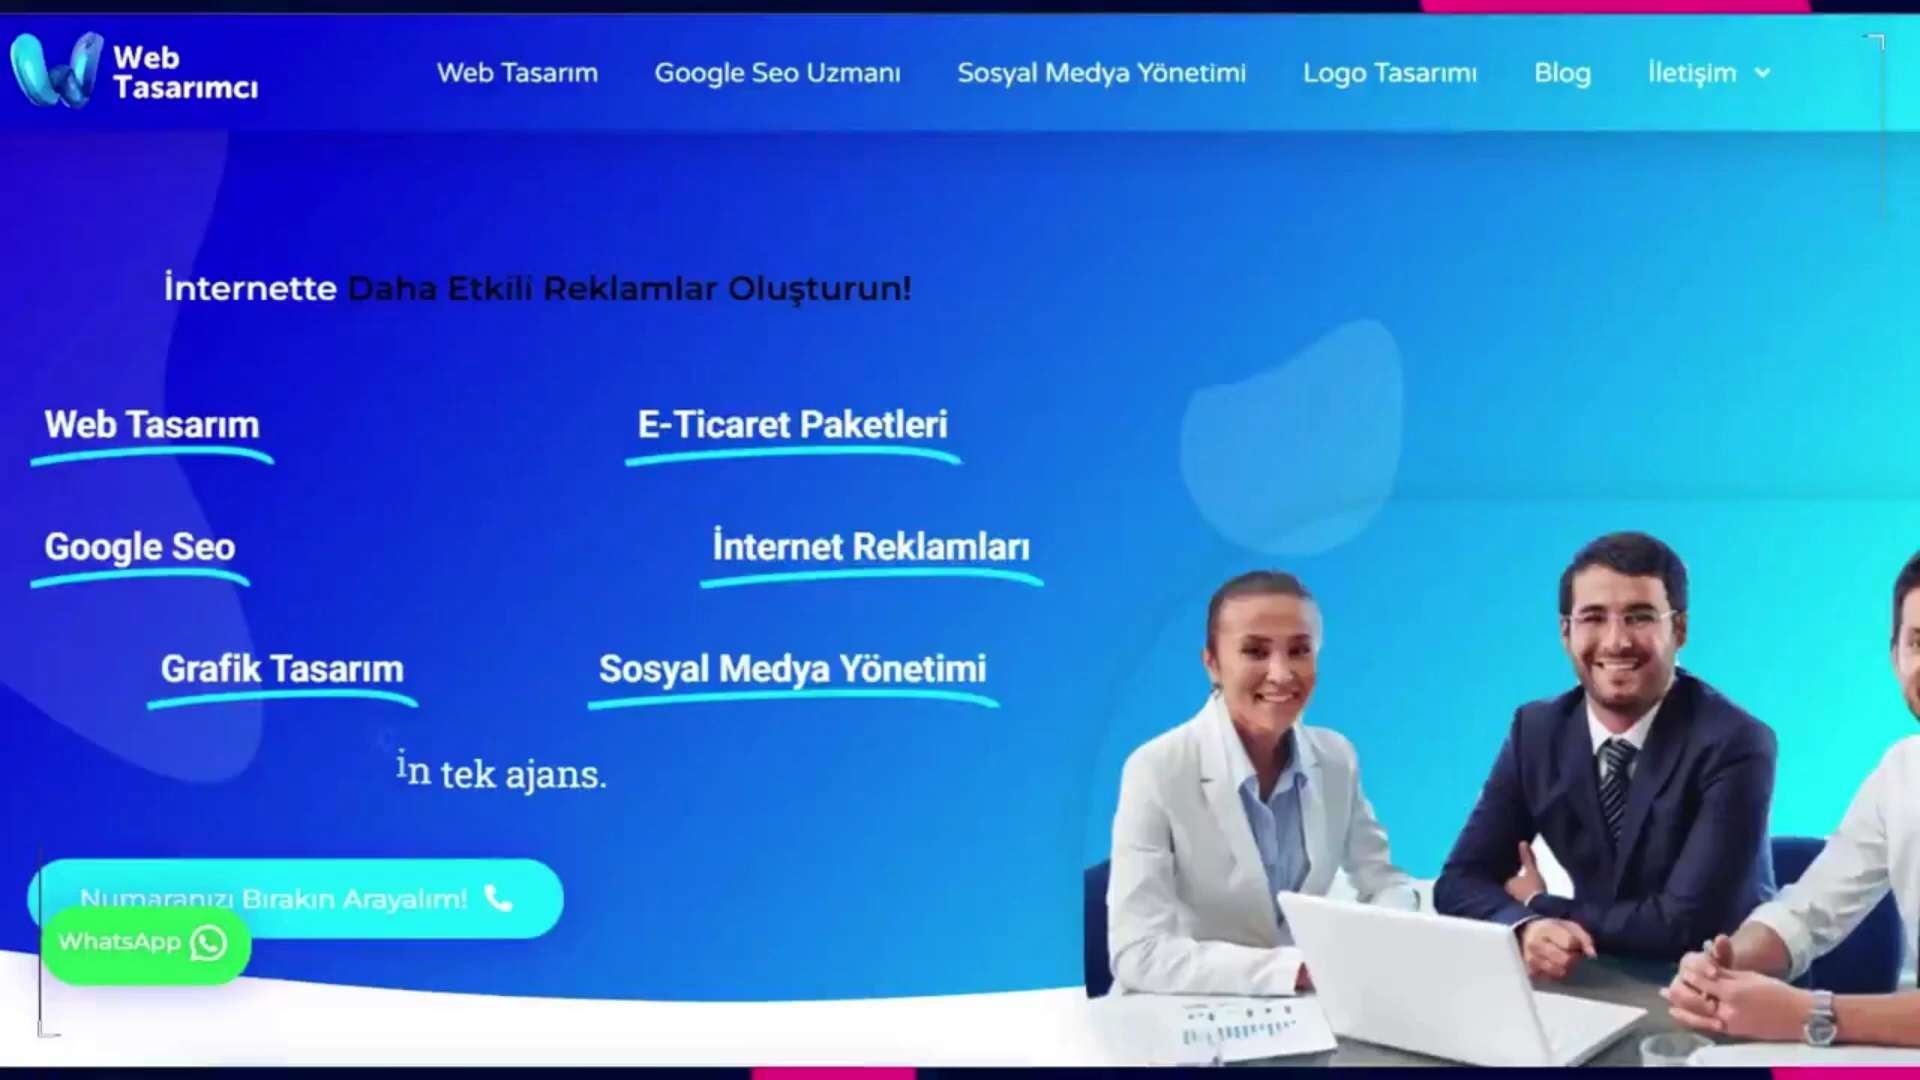 Web
Tasarımcı
Web Tasarım Google Seo Uzmanı Sosyal Medya Yönetimi Logo Tasarımı Blog İletişim
İnternette Daha Etkili Reklamlar Oluşturun!
Web Tasarım E-Ticaret Paketleri
Google Seo İnternet Reklamları
Grafik Tasarım Sosyal Medya Yönetimi
in tek ajans.
Numaranızı Bırakın Arayalım!
WhatsApp